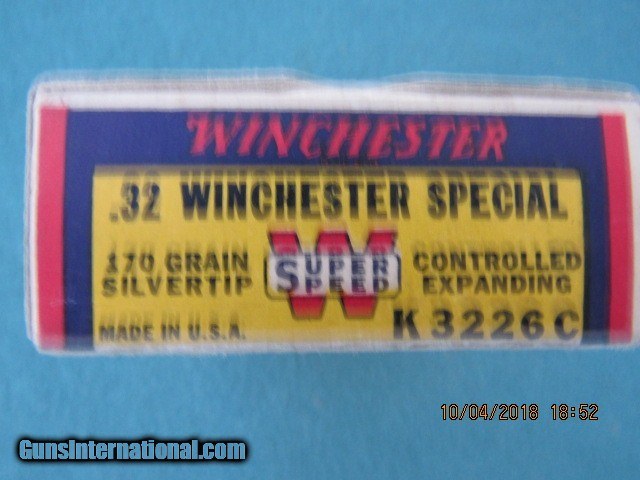 WINCHESTER
.32 WINCHESTER SPECIAL
170 GRAIN SILVERTIP
W
SUPER SPEED
CONTROLLED EXPANDING
MADE IN U.S.A.
K3226C
10/04/2018 18:52
GunsInternational.com